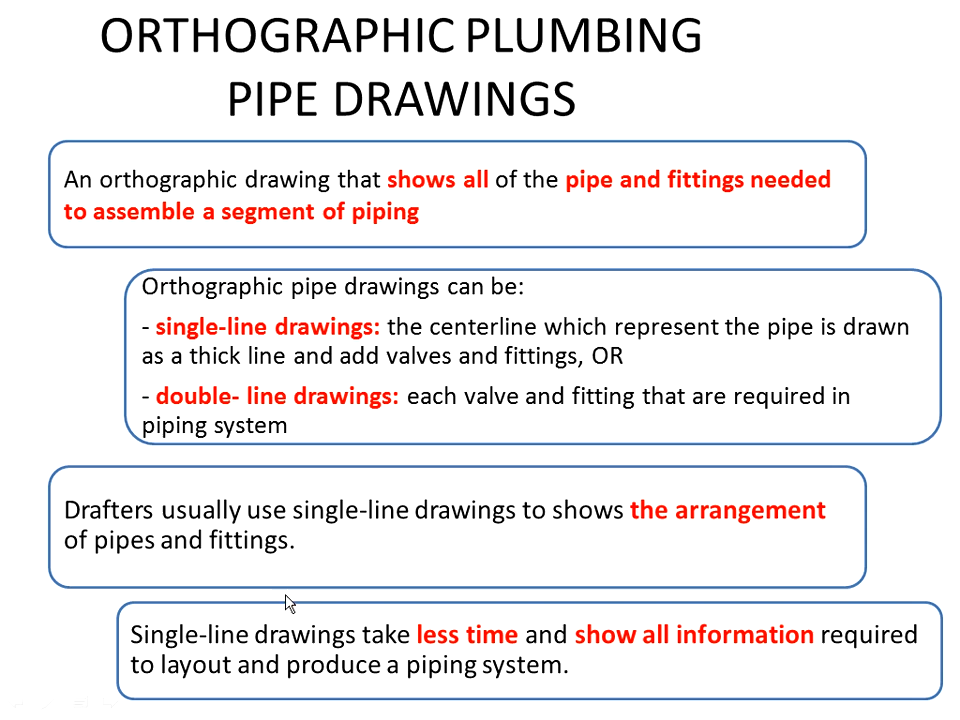 ORTHOGRAPHIC PLUMBING
PIPE DRAWINGS
An orthographic drawing that shows all of the pipe and fittings needed
to assemble a segment of piping
Orthographic pipe drawings can be:
- single-line drawings: the centerline which represent the pipe is drawn
as a thick line and add valves and fittings, OR
- double- line drawings: each valve and fitting that are required in
piping system
Drafters usually use single-line drawings to shows the arrangement
of pipes and fittings.
Single-line drawings take less time and show all information required
to layout and produce a piping system.